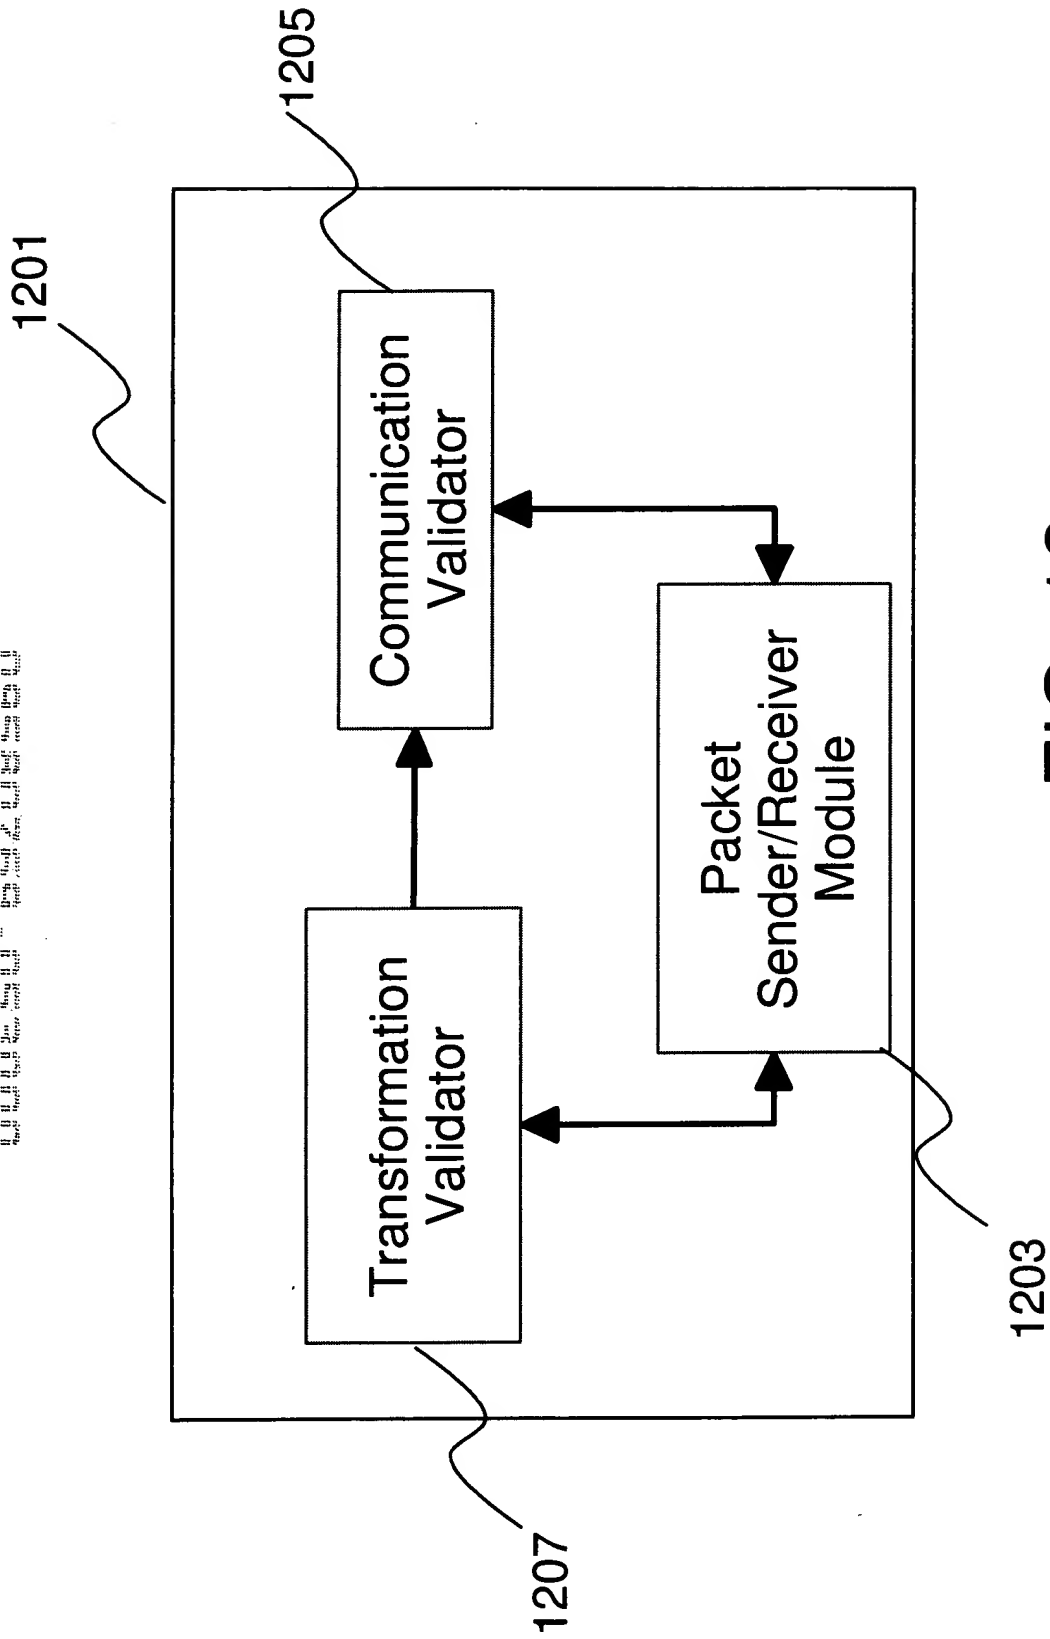 1201
1205
Transformation
Validator
Communication
Validator
Packet
Sender/Receiver
Module
1207
1203